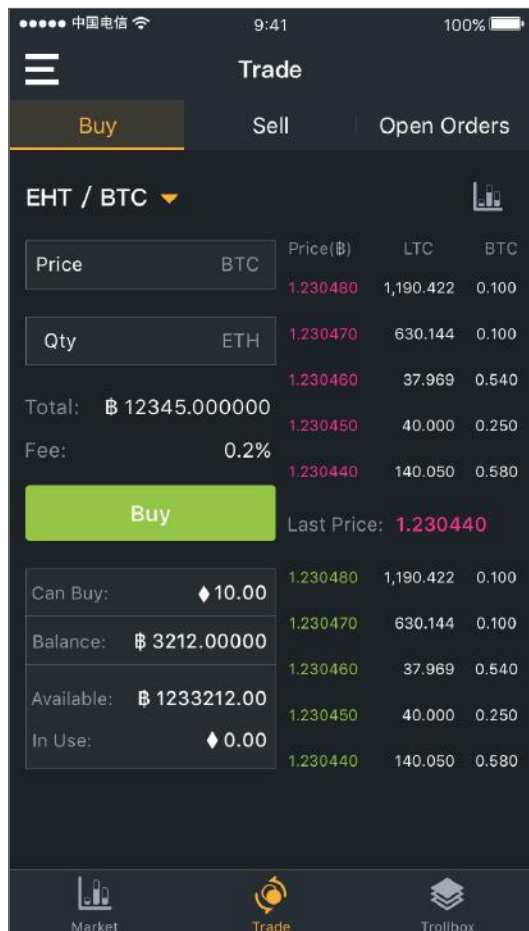 中国电信 9:41 100%
Trade
Buy Sell Open Orders
EHT / BTC
Price BTC
Qty ETH
Total: ฿ 12345.000000
Fee: 0.2%
Buy
Can Buy: ♦10.00
Balance: ฿ 3212.00000
Available: ฿ 1233212.00
In Use: ♦ 0.00
Price(฿) LTC BTC
1.230480 1,190.422 0.100
1.230470 630.144 0.100
1.230460 37.969 0.540
1.230450 40.000 0.250
1.230440 140.050 0.580
Last Price: 1.230440
1.230480 1,190.422 0.100
1.230470 630.144 0.100
1.230460 37.969 0.540
1.230450 40.000 0.250
1.230440 140.050 0.580
Market Trade Trollbox